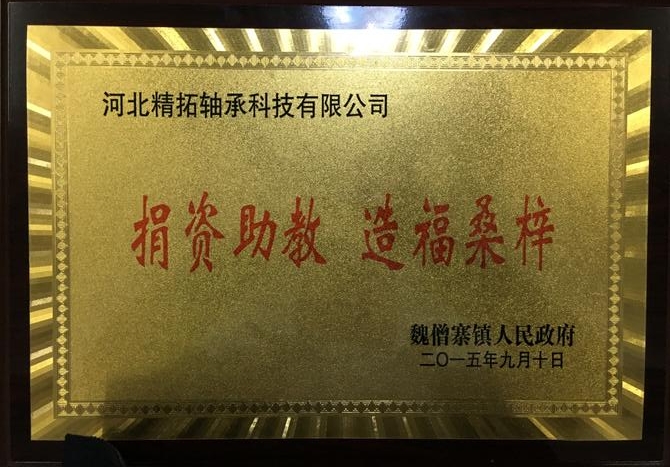 河北精拓轴承科技有限公司
捐资助教 造福桑梓
魏僧寨镇人民政府
二〇一五年九月十日